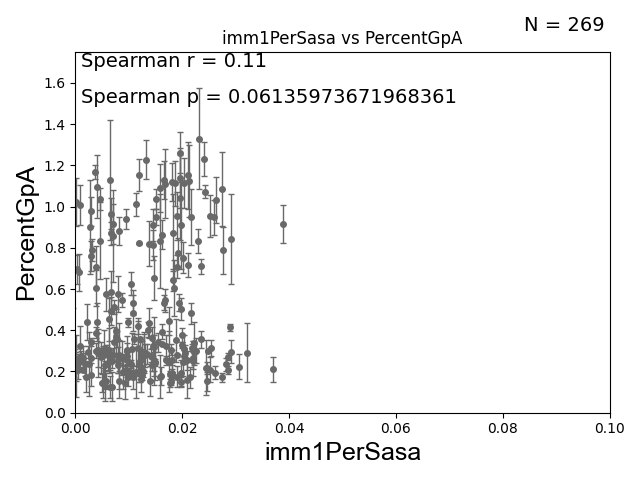 N = 269
imm1PerSasa vs PercentGpA
Spearman r = 0.11
Spearman p = 0.06135973671968361
1.6
1.4
1.2
1.0
0.8
0.6
0.4
0.2
0.0
PercentGpA
0.00 0.02 0.04 0.06 0.08 0.10
imm1PerSasa